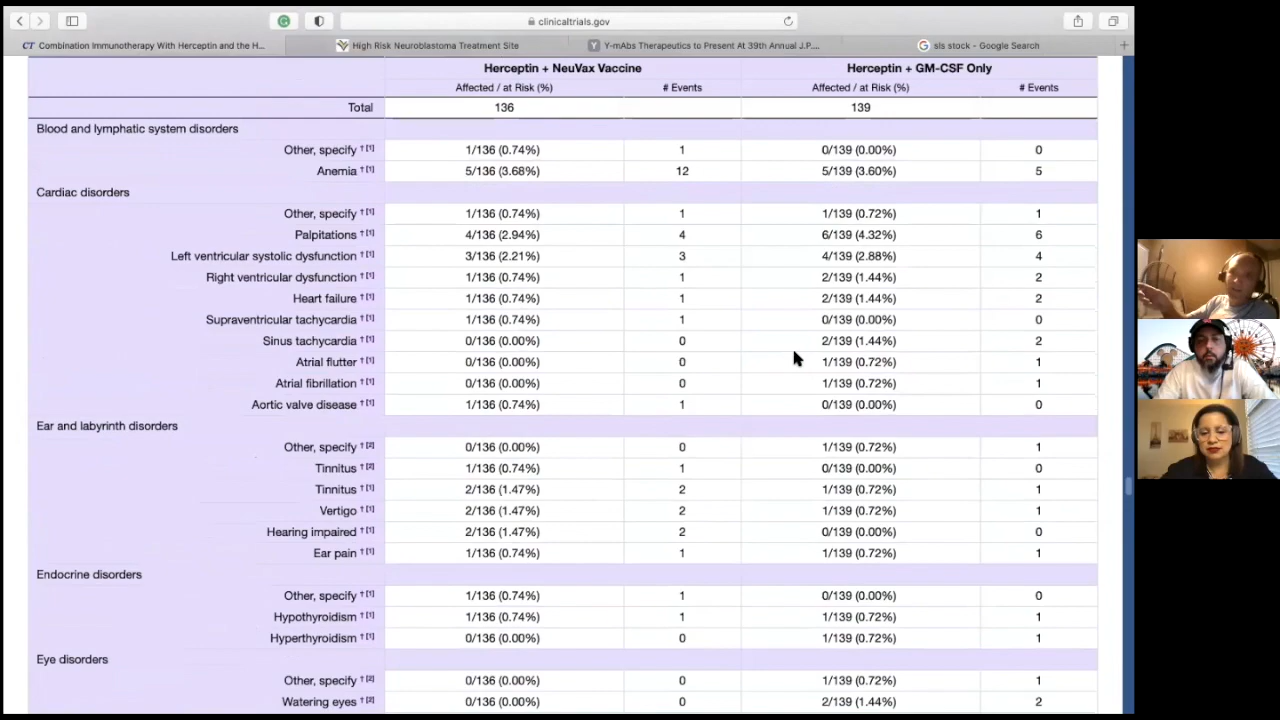 clinicaltrials.gov
CT Combination Immunotherapy With Herceptin and the H...
High Risk Neuroblastoma Treatment Site
Y-mAbs Therapeutics to Present At 39th Annual J.P....
sls stock - Google Search
Herceptin + NeuVax Vaccine Herceptin + GM-CSF Only
Affected / at Risk (%) # Events Affected / at Risk (%) # Events
Total 136 139
Blood and lymphatic system disorders
Other, specify † [1] 1/136 (0.74%) 1 0/139 (0.00%) 0
Anemia † [1] 5/136 (3.68%) 12 5/139 (3.60%) 5
Cardiac disorders
Other, specify † [1] 1/136 (0.74%) 1 1/139 (0.72%) 1
Palpitations † [1] 4/136 (2.94%) 4 6/139 (4.32%) 6
Left ventricular systolic dysfunction † [1] 3/136 (2.21%) 3 4/139 (2.88%) 4
Right ventricular dysfunction † [1] 1/136 (0.74%) 1 2/139 (1.44%) 2
Heart failure † [1] 1/136 (0.74%) 1 2/139 (1.44%) 2
Supraventricular tachycardia † [1] 1/136 (0.74%) 1 0/139 (0.00%) 0
Sinus tachycardia † [1] 0/136 (0.00%) 0 2/139 (1.44%) 2
Atrial flutter † [1] 0/136 (0.00%) 0 1/139 (0.72%) 1
Atrial fibrillation † [1] 0/136 (0.00%) 0 1/139 (0.72%) 1
Aortic valve disease † [1] 1/136 (0.74%) 1 0/139 (0.00%) 0
Ear and labyrinth disorders
Other, specify † [2] 0/136 (0.00%) 0 1/139 (0.72%) 1
Tinnitus † [2] 1/136 (0.74%) 1 0/139 (0.00%) 0
Tinnitus † [1] 2/136 (1.47%) 2 1/139 (0.72%) 1
Vertigo † [1] 2/136 (1.47%) 2 1/139 (0.72%) 1
Hearing impaired † [1] 2/136 (1.47%) 2 0/139 (0.00%) 0
Ear pain † [1] 1/136 (0.74%) 1 1/139 (0.72%) 1
Endocrine disorders
Other, specify † [1] 1/136 (0.74%) 1 0/139 (0.00%) 0
Hypothyroidism † [1] 1/136 (0.74%) 1 1/139 (0.72%) 1
Hyperthyroidism † [1] 0/136 (0.00%) 0 1/139 (0.72%) 1
Eye disorders
Other, specify † [2] 0/136 (0.00%) 0 1/139 (0.72%) 1
Watering eyes † [2] 0/136 (0.00%) 0 2/139 (1.44%) 2